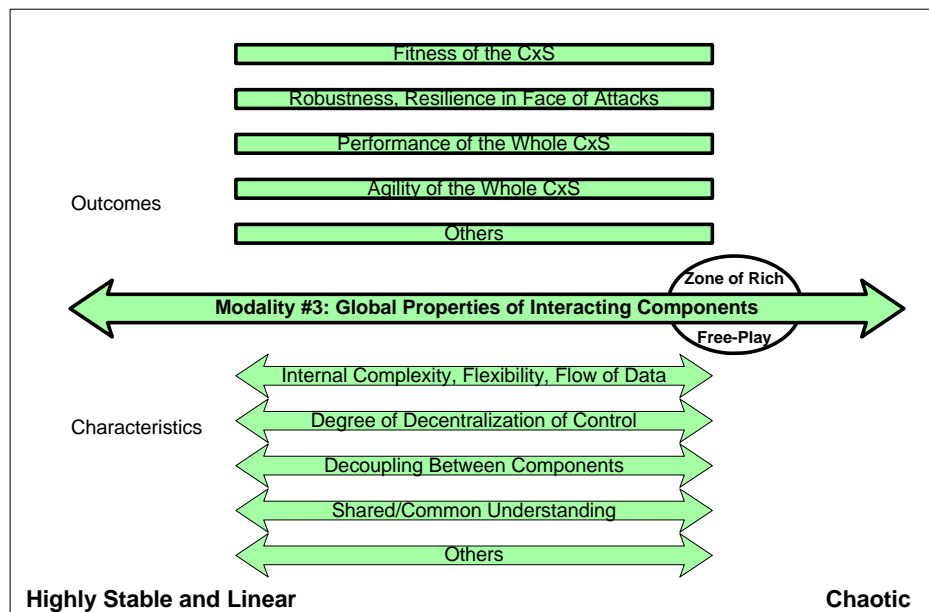 Fitness of the CxS
Robustness, Resilience in Face of Attacks
Performance of the Whole CxS
Agility of the Whole CxS
Outcomes
Others
Zone of Rich
Modality #3: Global Properties of Interacting Components
Free-Play
Internal Complexity, Flexibility, Flow of Data
Degree of Decentralization of Control
Characteristics
Decoupling Between Components
Shared/Common Understanding
Others
Highly Stable and Linear
Chaotic